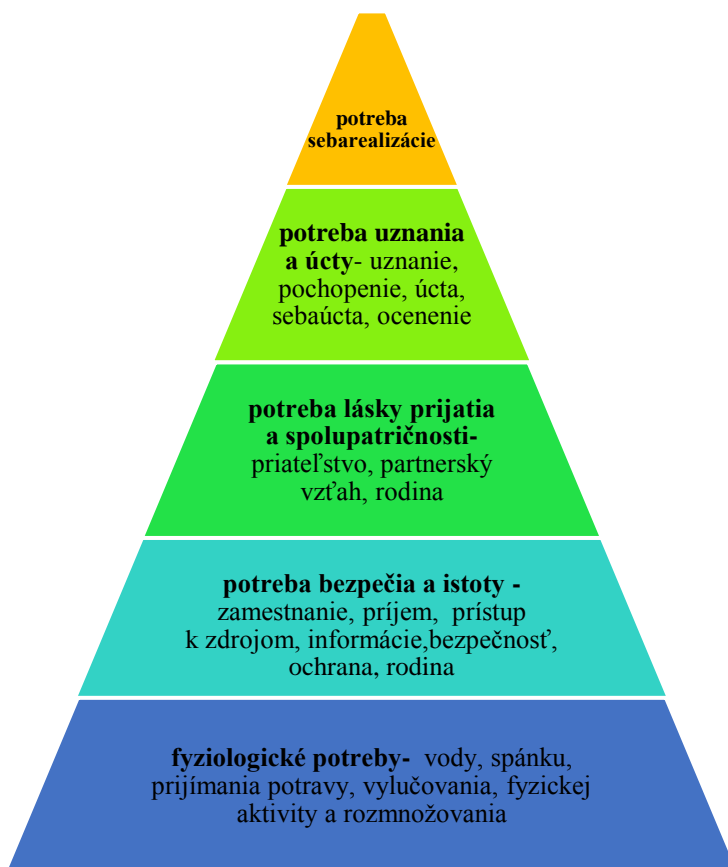 potreba
sebarealizácie
potreba uznania
a úcty- uznanie,
pochopenie, úcta,
sebaúcta, ocenenie
potreba lásky prijatia
a spolupatričnosti-
priateľstvo, partnerský
vzťah, rodina
potreba bezpečia a istoty -
zamestnanie, príjem, prístup
k zdrojom, informácie,bezpečnosť,
ochrana, rodina
fyziologické potreby- vody, spánku,
prijímania potravy, vylučovania, fyzickej
aktivity a rozmnožovania